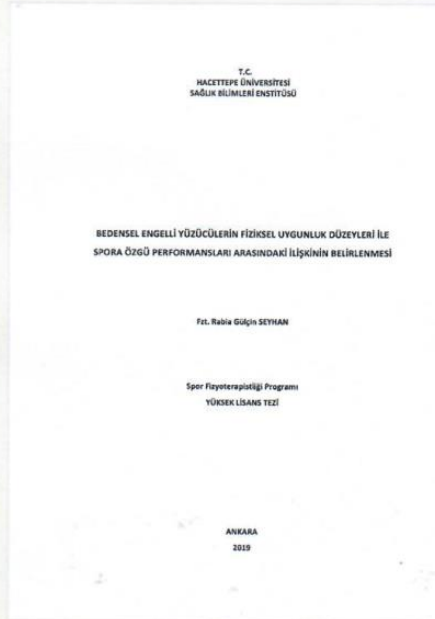 T.C.
HACETTEPE ÜNİVERSİTESİ
SAĞLIK BİLİMLERİ ENSTİTÜSÜ
BEDENSEL ENGELLİ YÜZÜCÜLERİN FİZİKSEL UYGUNLUK DÜZEYLERİ İLE
SPORA ÖZGÜ PERFORMANSLARI ARASINDAKİ İLİŞKİNİN BELİRLENMESİ
Fzt. Rabia Gülçin SEYHAN
Spor Fizyoterapistliği Programı
YÜKSEK LİSANS TEZİ
ANKARA
2019